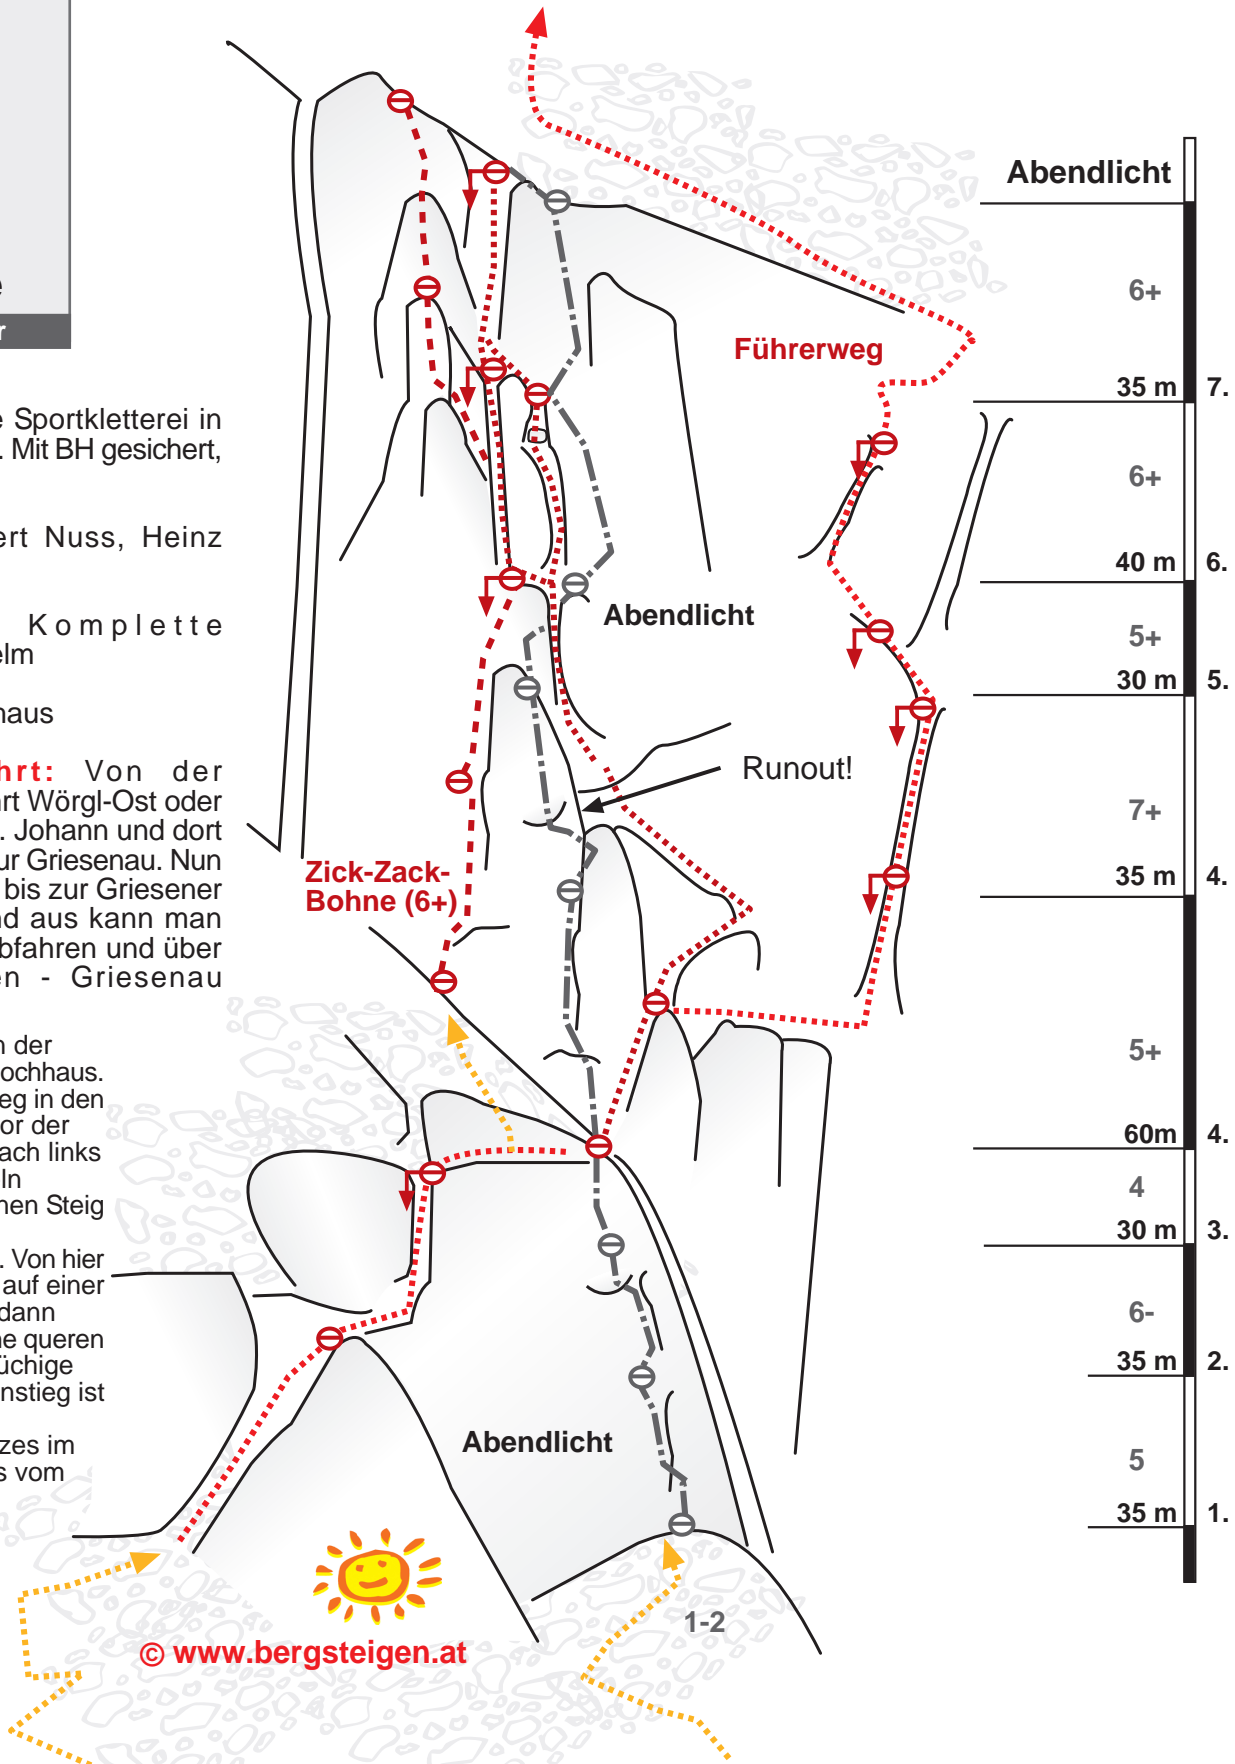 e
r
e Sportkletterei in
. Mit BH gesichert,
ert Nuss, Heinz
Komplette
elm
haus
hrt: Von der
hrt Wörgl-Ost oder
. Johann und dort
ur Griesenau. Nun
bis zur Griesener
nd aus kann man
bfahren und über
en - Griesenau
n der
ochhaus.
eg in den
or der
ach links
In
nen Steig
. Von hier
auf einer
dann
he queren
üchige
nstieg ist
zes im
s vom
Führerweg
Abendlicht
Runout!
Zick-Zack-
Bohne (6+)
Abendlicht
1-2
© www.bergsteigen.at
Abendlicht
6+
35 m 7.
6+
40 m 6.
5+
30 m 5.
7+
35 m 4.
5+
60m 4.
4
30 m 3.
6-
35 m 2.
5
35 m 1.